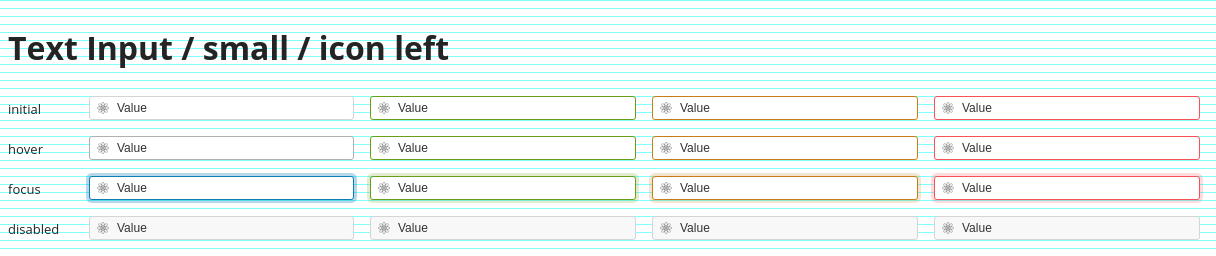 Text Input / small / icon left
initial Value Value Value Value
hover Value Value Value Value
focus Value Value Value Value
disabled Value Value Value Value